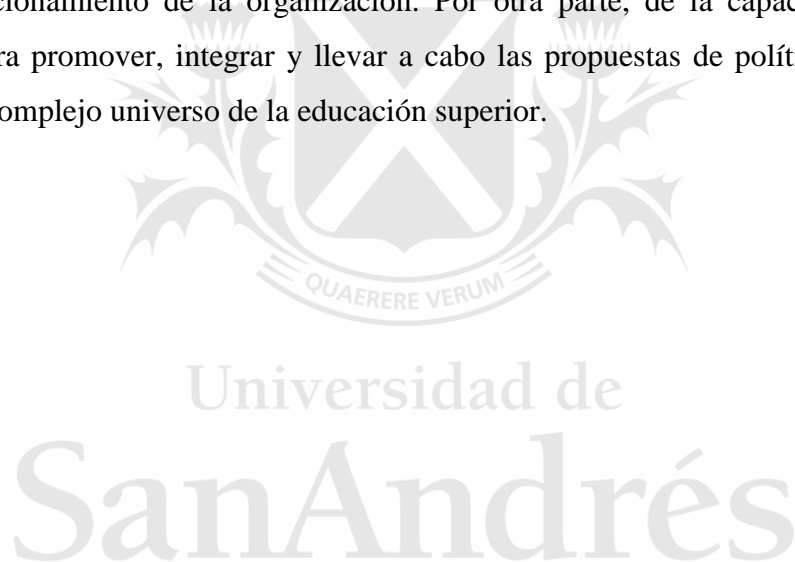 cionamiento de la organización. Por otra parte, de la capac
ra promover, integrar y llevar a cabo las propuestas de polít
omplejo universo de la educación superior.
QUAERERE VERUM
Universidad de
SanAndrés